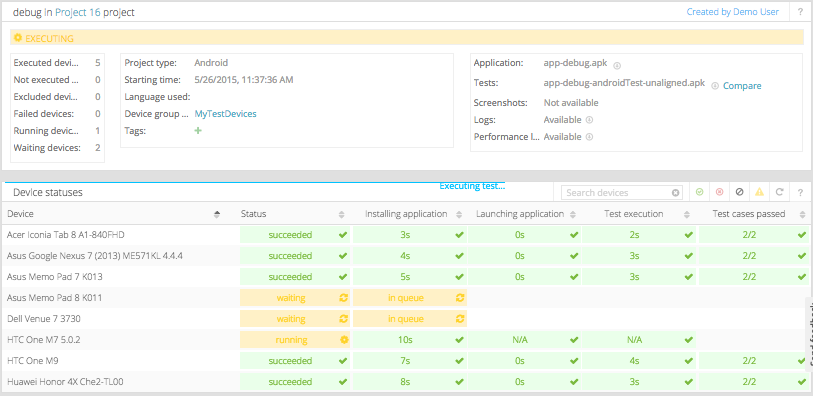 debug in Project 16 project Created by Demo User ?
EXECUTING
Executed devi... 5
Not executed ... 0
Excluded devi... 0
Failed devices: 0
Running devic... 1
Waiting devices: 2
Project type: Android
Starting time: 5/26/2015, 11:37:36 AM
Language used:
Device group ... MyTestDevices
Tags: +
Application: app-debug.apk
Tests: app-debug-androidTest-unaligned.apk Compare
Screenshots: Not available
Logs: Available
Performance l... Available
Device statuses Executing test... Search devices ?
Device Status Installing application Launching application Test execution Test cases passed
Acer Iconia Tab 8 A1-840FHD succeeded 3s 0s 2s 2/2
Asus Google Nexus 7 (2013) ME571KL 4.4.4 succeeded 4s 0s 3s 2/2
Asus Memo Pad 7 K013 succeeded 5s 0s 3s 2/2
Asus Memo Pad 8 K011 waiting in queue
Dell Venue 7 3730 waiting in queue
HTC One M7 5.0.2 running 10s N/A N/A
HTC One M9 succeeded 7s 0s 4s 2/2
Huawei Honor 4X Che2-TL00 succeeded 8s 0s 3s 2/2